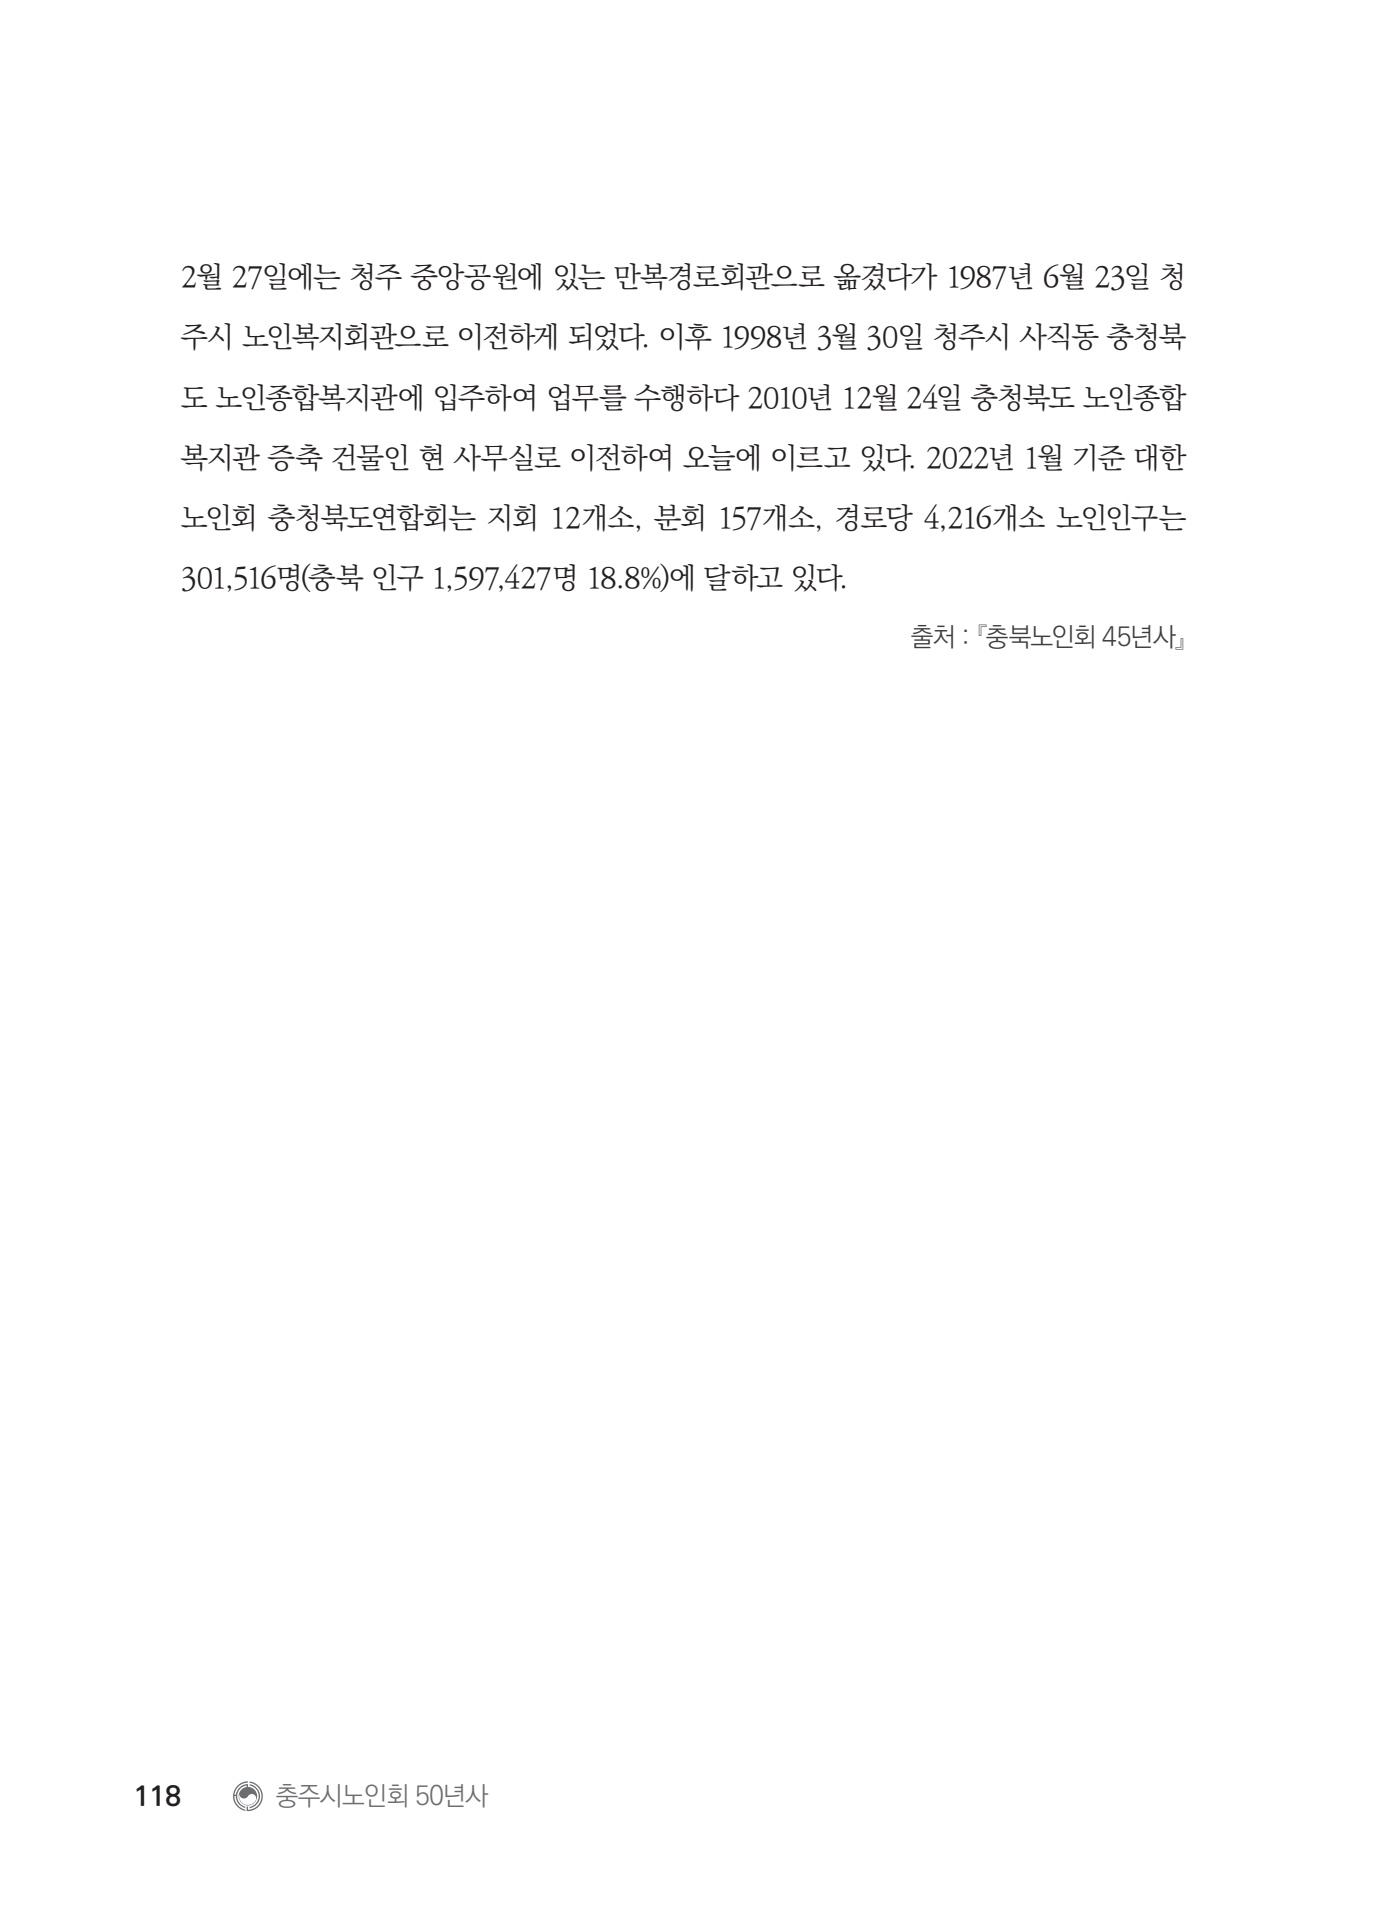 2월 27일에는 청주 중앙공원에 있는 만복경로회관으로 옮겼다가 1987년 6월 23일 청
주시 노인복지회관으로 이전하게 되었다. 이후 1998년 3월 30일 청주시 사직동 충청북
도 노인종합복지관에 입주하여 업무를 수행하다 2010년 12월 24일 충청북도 노인종합
복지관 증축 건물인 현 사무실로 이전하여 오늘에 이르고 있다. 2022년 1월 기준 대한
노인회 충청북도연합회는 지회 12개소, 분회 157개소, 경로당 4,216개소 노인인구는
301,516명(충북 인구 1,597,427명 18.8%)에 달하고 있다.
출처 : 『충북노인회 45년사』
118 충주시노인회 50년사